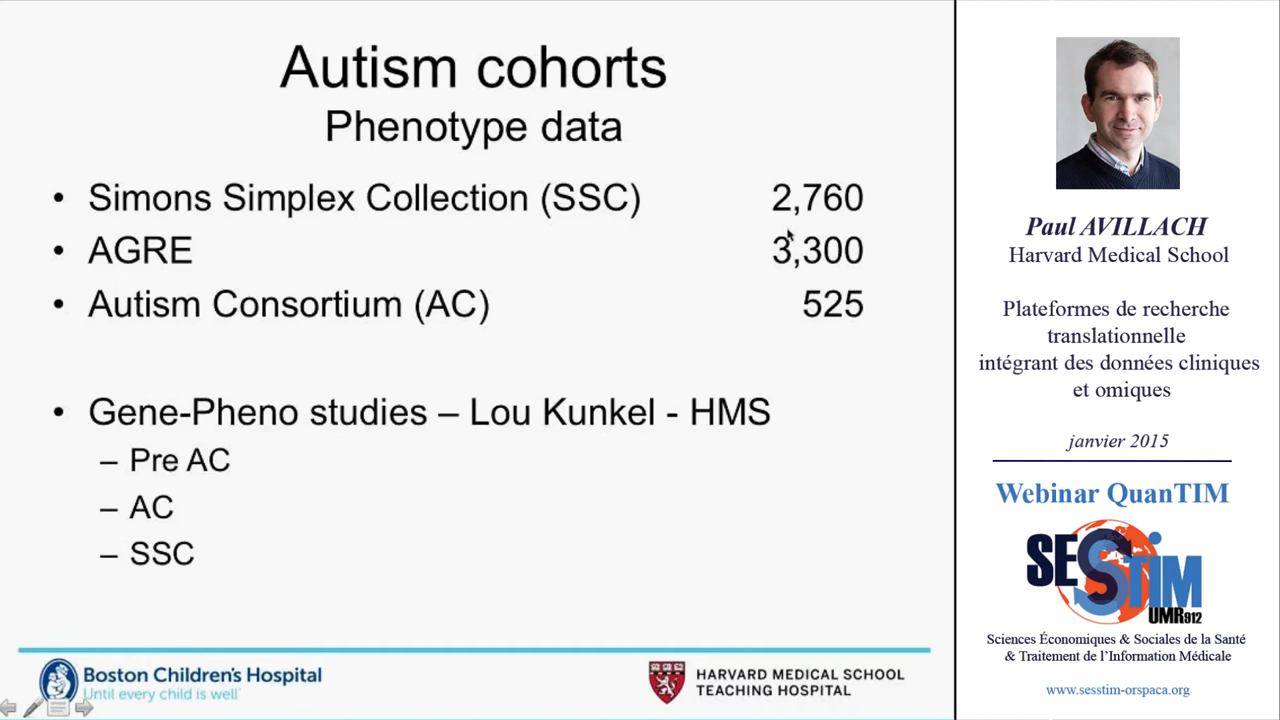 Autism cohorts
Phenotype data
• Simons Simplex Collection (SSC) 2,760
• AGRE 3,300
• Autism Consortium (AC) 525
• Gene-Pheno studies – Lou Kunkel - HMS
– Pre AC
– AC
– SSC
Boston Children's Hospital
Until every child is well
HARVARD MEDICAL SCHOOL
TEACHING HOSPITAL
Paul AVILLACH
Harvard Medical School
Plateformes de recherche
translationnelle
intégrant des données cliniques
et omiques
janvier 2015
Webinar QuanTIM
SESSTIM
UMR912
Sciences Économiques & Sociales de la Santé
& Traitement de l'Information Médicale
www.sesstim-orspaca.org